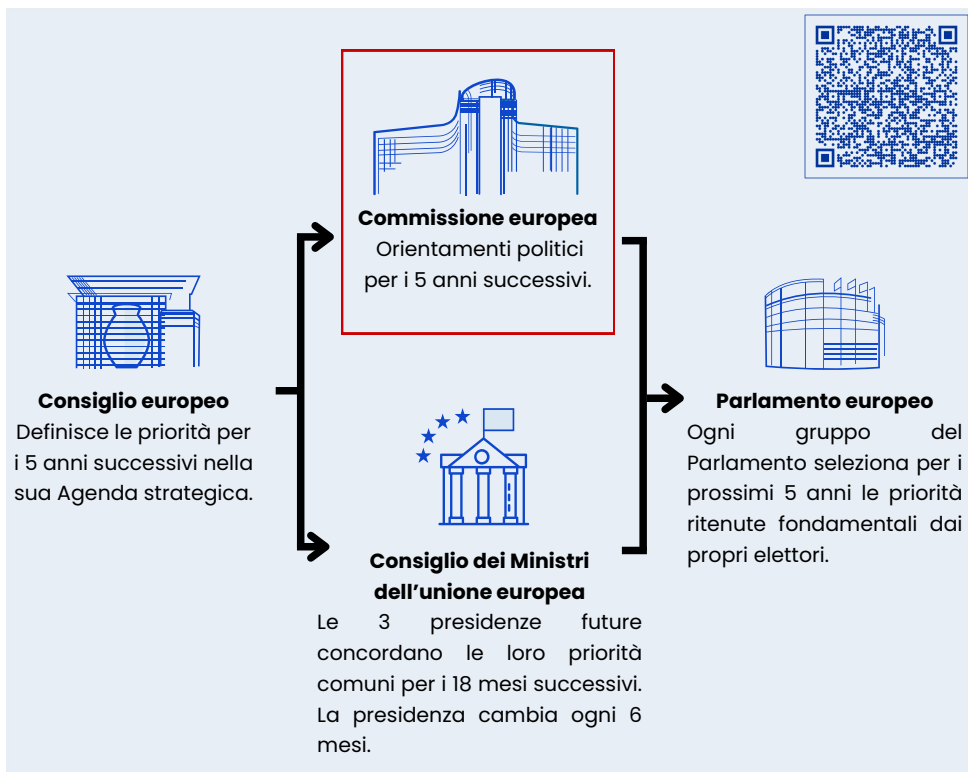 Commissione europea
Orientamenti politici
per i 5 anni successivi.
Consiglio europeo
Definisce le priorità per
i 5 anni successivi nella
sua Agenda strategica.
Consiglio dei Ministri
dell’unione europea
Le 3 presidenze future
concordano le loro priorità
comuni per i 18 mesi successivi.
La presidenza cambia ogni 6
mesi.
Parlamento europeo
Ogni gruppo del
Parlamento seleziona per i
prossimi 5 anni le priorità
ritenute fondamentali dai
propri elettori.